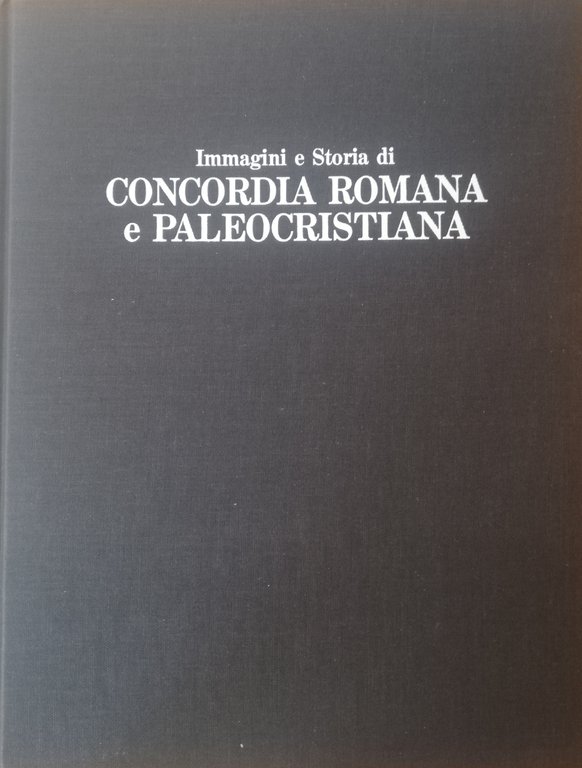 Immagini e Storia di
CONCORDIA ROMANA
e PALEOCRISTIANA